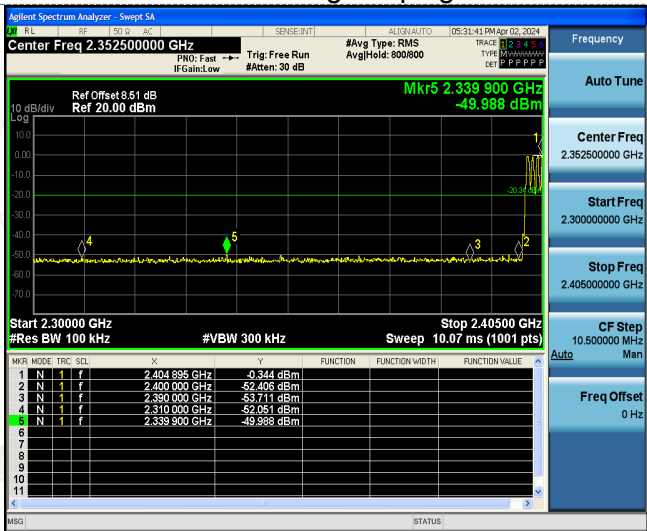 Agilent Spectrum Analyzer - Swept SA
RL RF 50 Ω AC SENSE:INT ALIGN AUTO 05:31:41 PM Apr 02, 2024
Center Freq 2.352500000 GHz
PNO: Fast
IFGain:Low
Trig: Free Run
#Atten: 30 dB
#Avg Type: RMS
Avg|Hold: 800/800
TRACE 1 2 3 4 5 6
TYPE M
DET P P P P P P
Ref Offset 8.51 dB
Ref 20.00 dBm
10 dB/div
Log
Mkr5 2.339 900 GHz
-49.988 dBm
10.0
0.00
-10.0
-20.0
-30.0
-40.0
-50.0
-60.0
-70.0
1
2
3
4
5
Start 2.30000 GHz
Stop 2.40500 GHz
#Res BW 100 kHz
#VBW 300 kHz
Sweep 10.07 ms (1001 pts)
MKR MODE TRC SCL X Y FUNCTION FUNCTION WIDTH FUNCTION VALUE
1 N 1 f 2.404 895 GHz -0.344 dBm
2 N 1 f 2.400 000 GHz -52.406 dBm
3 N 1 f 2.390 000 GHz -53.711 dBm
4 N 1 f 2.310 000 GHz -52.051 dBm
5 N 1 f 2.339 900 GHz -49.988 dBm
6
7
8
9
10
11
MSG STATUS
Frequency
Auto Tune
Center Freq
2.352500000 GHz
Start Freq
2.300000000 GHz
Stop Freq
2.405000000 GHz
CF Step
10.500000 MHz
Auto Man
Freq Offset
0 Hz